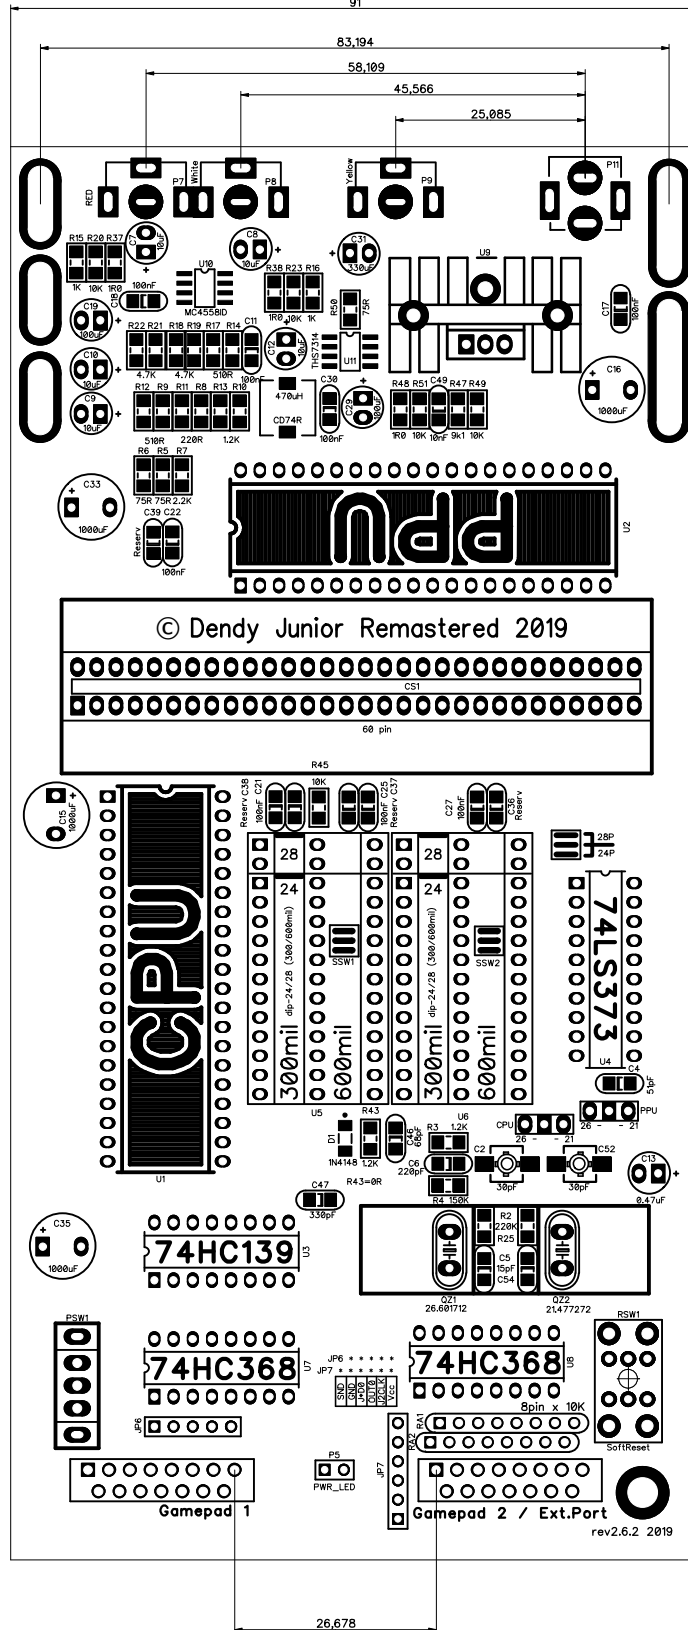 91
83,194
58,109
45,566
25,085
RED
P7
White
P8
Yellow
P9
P11
R15 R20 R37
1K 10K 1R0
C7
10uF
C8
10uF
C31
330uF
U9
100nF
C18
U10
MC4558ID
R38 R23 R16
1R0 10K 1K
R50
75R
C17
100nF
C19
100uF
R22 R21 R18 R19 R17 R14
4.7K 4.7K 510R
C11
100nF
C12
10uF
THS7314
U11
C10
10uF
C9
10uF
R12 R9 R11 R8 R13 R10
510R 220R 1.2K
470uH
CD74R
C30
100nF
C29
100uF
R48 R51 C49 R47 R49
1R0 10K 10nF 9k1 10K
C16
1000uF
R6 R5 R7
75R 75R 2.2K
C33
1000uF
C39 C22
Reserv
100nF
PPU
U2
© Dendy Junior Remastered 2019
CS1
60 pin
R45
C15
1000uF
Reserv C38
100nF C21
10K
C25
100nF
Reserv C37
C27
100nF
C36
Reserv
28P
24P
28
24
28
24
CPU
U1
dip-24/28 (300/600mil)
300mil
600mil
SSW1
dip-24/28 (300/600mil)
300mil
600mil
SSW2
74LS373
U4
C4
51pF
U5
U6
R43
1.2K
D1
1N4148
C46
68pF
R3 1.2K
C6
220pF
R4 150K
CPU
26 - - 21
PPU
26 - - 21
C2
30pF
C52
30pF
C13
0.47uF
R43=0R
C47
330pF
C35
1000uF
74HC139
U3
R2
220K
R25
C5
15pF
C54
QZ1
26.601712
QZ2
21.477272
PSW1
74HC368
U7
JP6 * * * * *
JP7 * * * * * *
SND
GND
J*D0
OUT0
J2CLK
Vcc
74HC368
U8
RSW1
SoftReset
JP6
8pin x 10K
RA1
RA2
JP7
P5
PWR_LED
Gamepad 1
Gamepad 2 / Ext.Port
rev2.6.2 2019
26,678